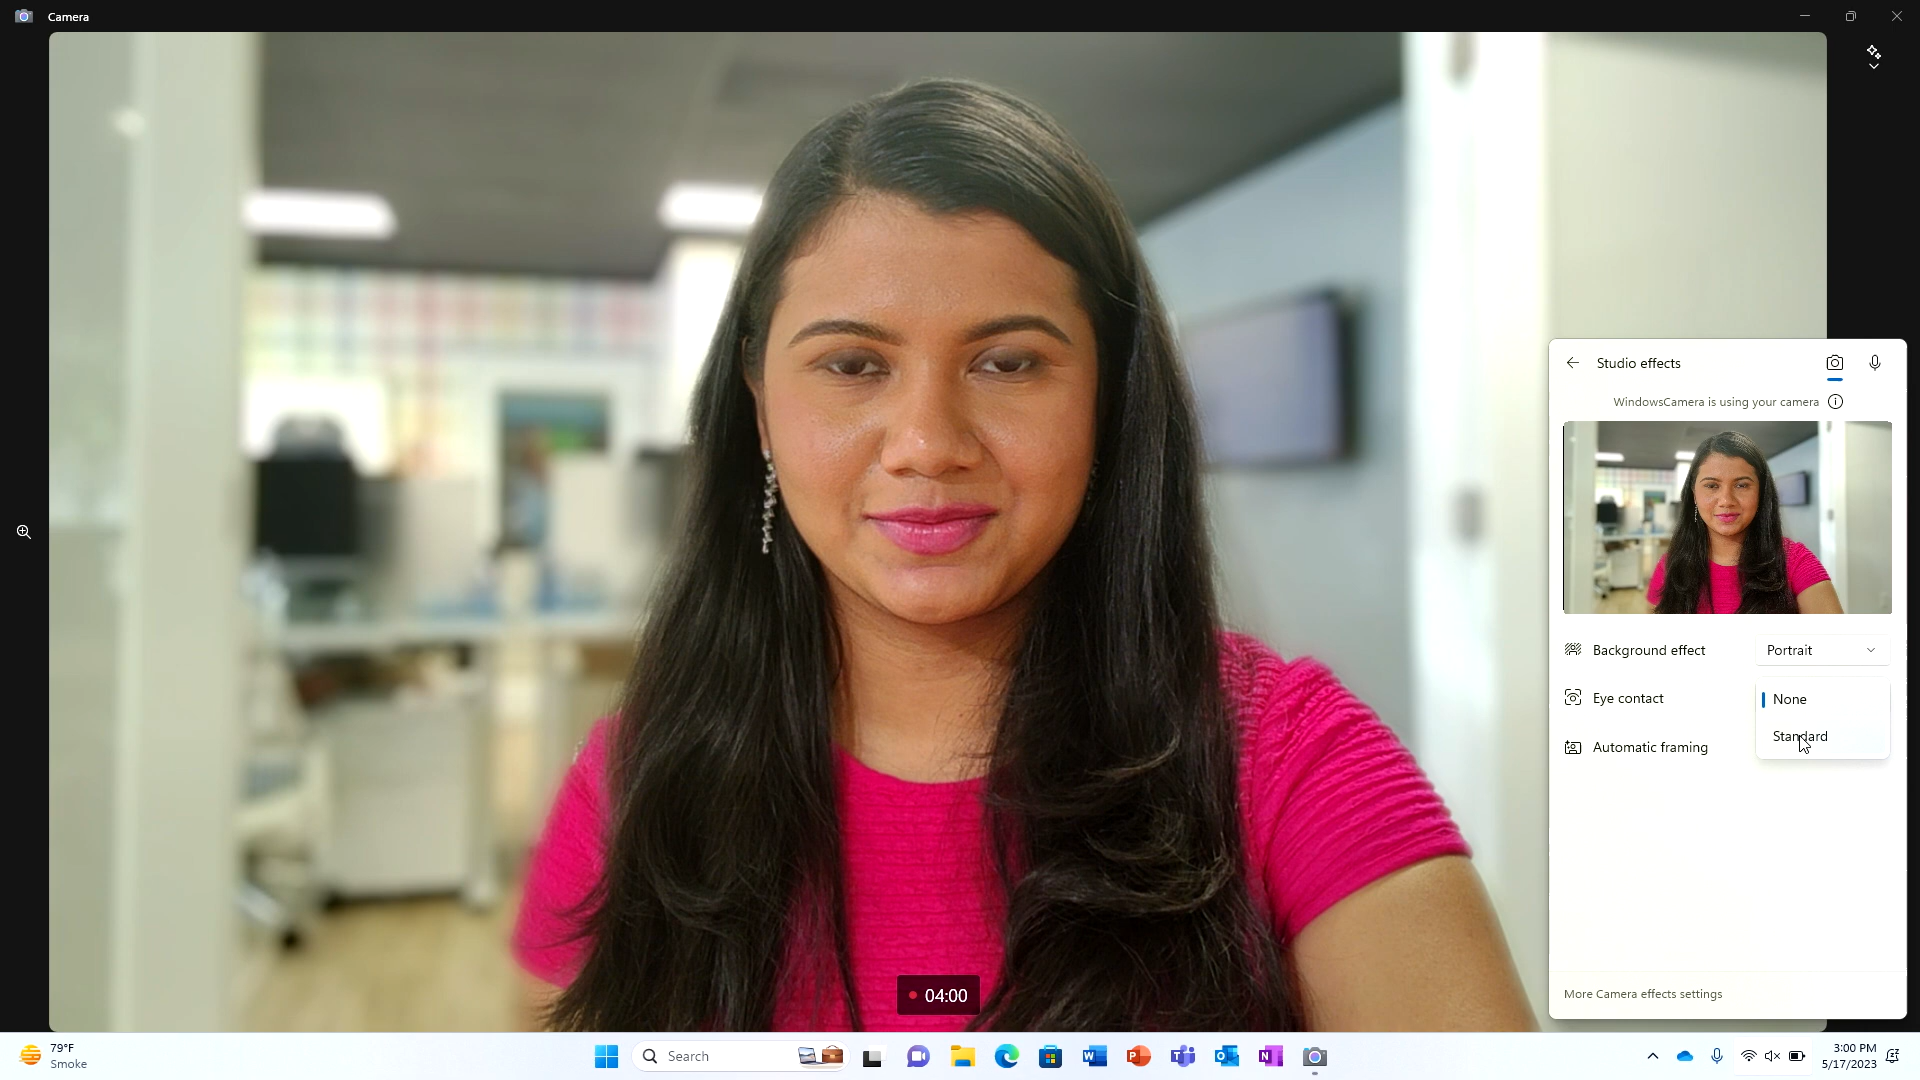 Camera
Studio effects
WindowsCamera is using your camera
Background effect
Portrait
Eye contact
None
Standard
Automatic framing
More Camera effects settings
04:00
79°F
Smoke
Search
3:00 PM
5/17/2023